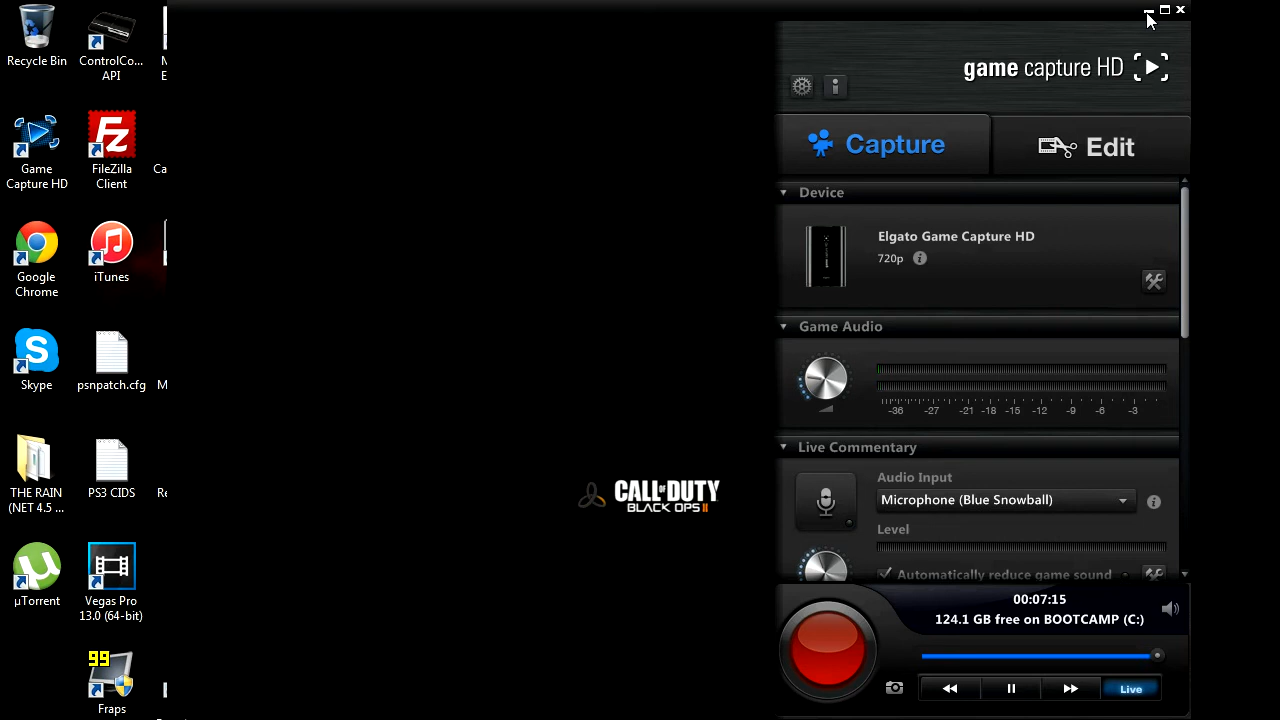 Recycle Bin
ControlCo...
API
Game
Capture HD
FileZilla
Client
Google
Chrome
iTunes
Skype
psnpatch.cfg
THE RAIN
(NET 4.5 ...
PS3 CIDS
µTorrent
Vegas Pro
13.0 (64-bit)
99
Fraps
CALL OF DUTY
BLACK OPS II
game capture HD
Capture
Edit
Device
Elgato Game Capture HD
720p
Game Audio
-36 -27 -21 -18 -15 -12 -9 -6 -3
Live Commentary
Audio Input
Microphone (Blue Snowball)
Level
Automatically reduce game sound
00:07:15
124.1 GB free on BOOTCAMP (C:)
Live